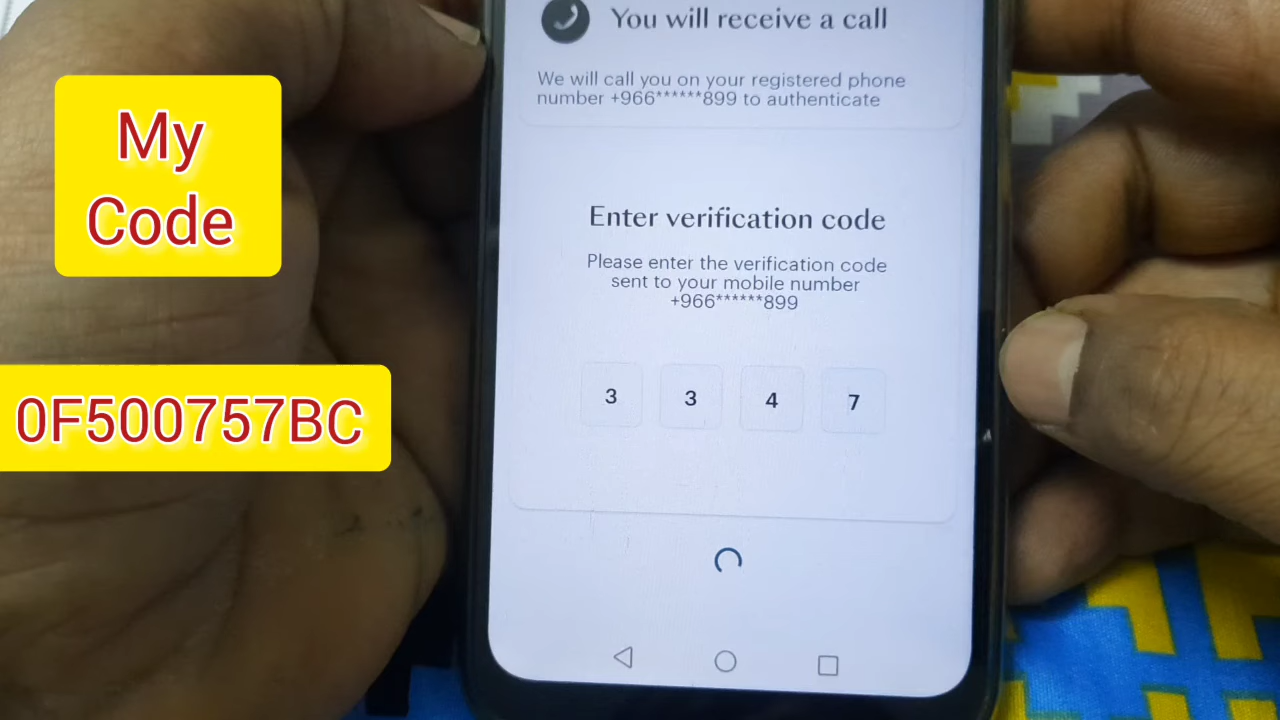 You will receive a call
We will call you on your registered phone
number +966******899 to authenticate
My
Code
Enter verification code
Please enter the verification code
sent to your mobile number
+966******899
3 3 4 7
0F500757BC